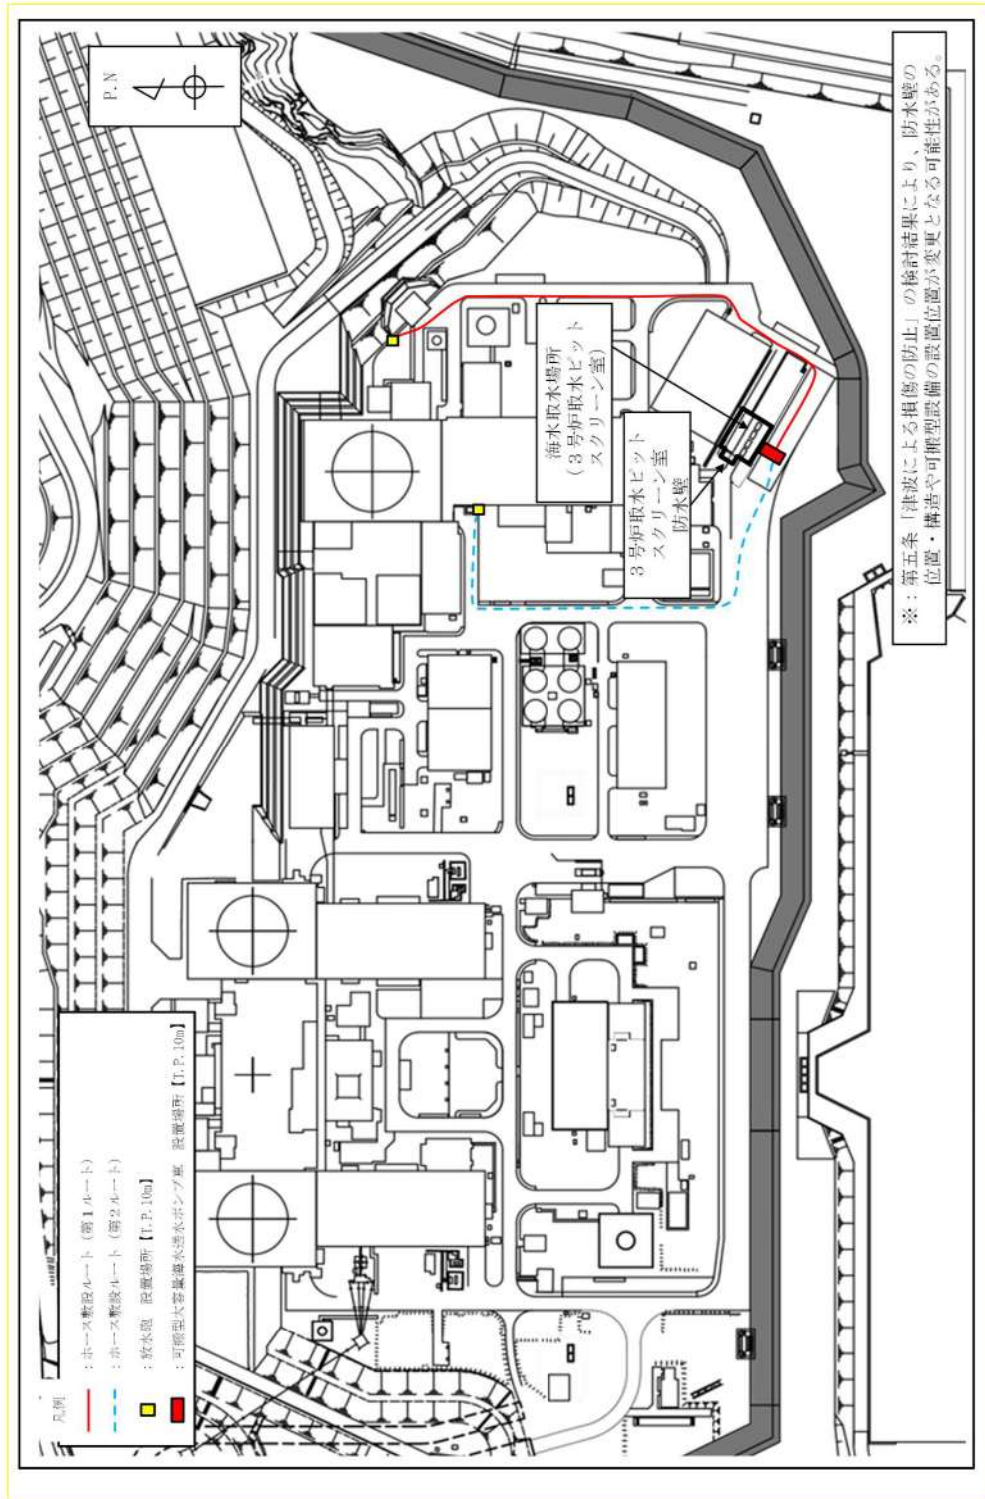 P.N
凡例
：ホース敷設ルート（第１ルート）
：ホース敷設ルート（第２ルート）
：放水砲　設置場所【T.P.10m】
：可搬型大容量海水送水ポンプ車　設置場所【T.P.10m】
海水取水場所
（３号炉取水ピット
スクリーン室）
３号炉取水ピット
スクリーン室
防水壁
※：第五条「津波による損傷の防止」の検討結果により、防水壁の
位置・構造や可搬型設備の設置位置が変更となる可能性がある。